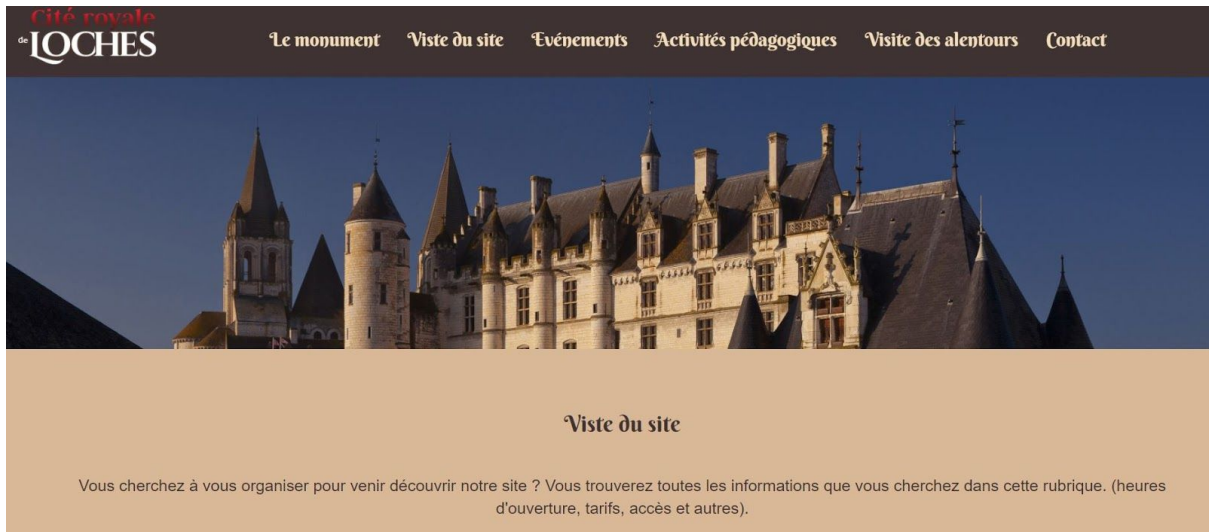 Cité royale
de LOCHES
Le monument Viste du site Evénements Activités pédagogiques Visite des alentours Contact
Viste du site
Vous cherchez à vous organiser pour venir découvrir notre site ? Vous trouverez toutes les informations que vous cherchez dans cette rubrique. (heures
d'ouverture, tarifs, accès et autres).